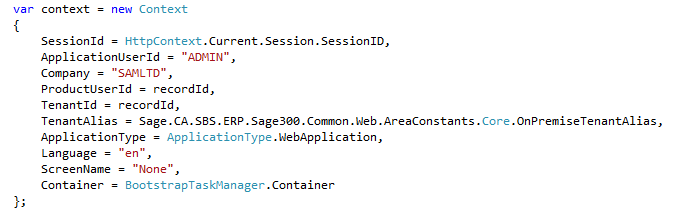 var context = new Context
{
SessionId = HttpContext.Current.Session.SessionID,
ApplicationUserId = "ADMIN",
Company = "SAMLTD",
ProductUserId = recordId,
TenantId = recordId,
TenantAlias = Sage.CA.SBS.ERP.Sage300.Common.Web.AreaConstants.Core.OnPremiseTenantAlias,
ApplicationType = ApplicationType.WebApplication,
Language = "en",
ScreenName = "None",
Container = BootstrapTaskManager.Container
};